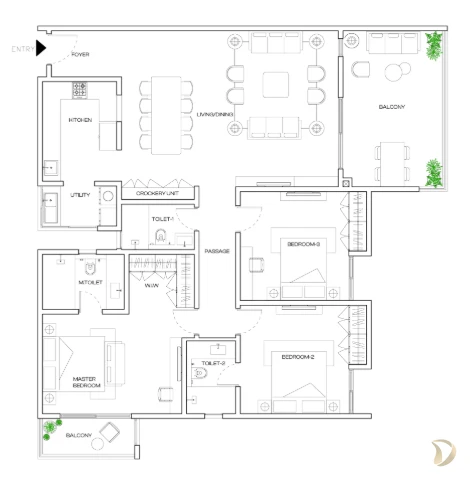 ENTRY
FOYER
KITCHEN
LIVING/DINING
BALCONY
UTILITY
CROCKERY UNIT
TOILET-1
PASSAGE
BEDROOM-3
M.TOILET
W.I.W
TOILET-2
BEDROOM-2
MASTER
BEDROOM
BALCONY